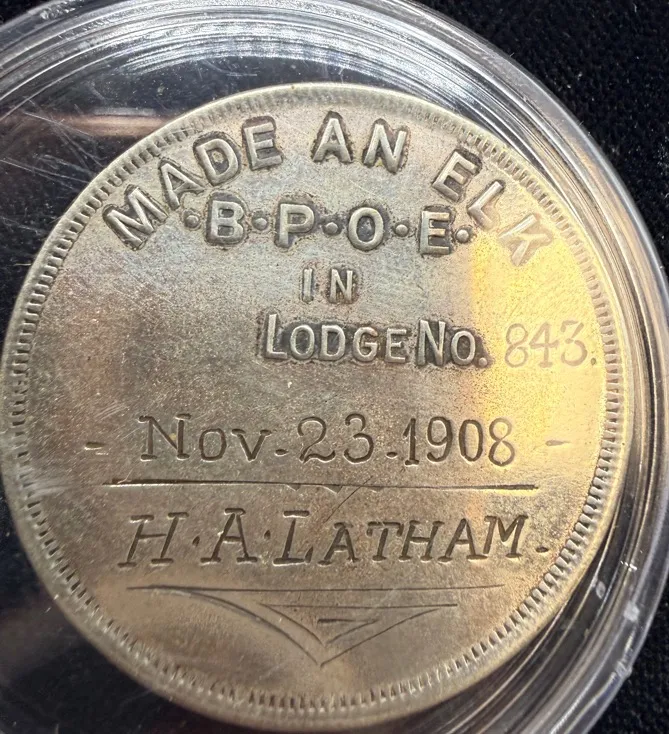 MADE AN ELK
·B·P·O·E·
IN
LODGE NO. 843.
- Nov. 23. 1908 -
H. A. LATHAM.